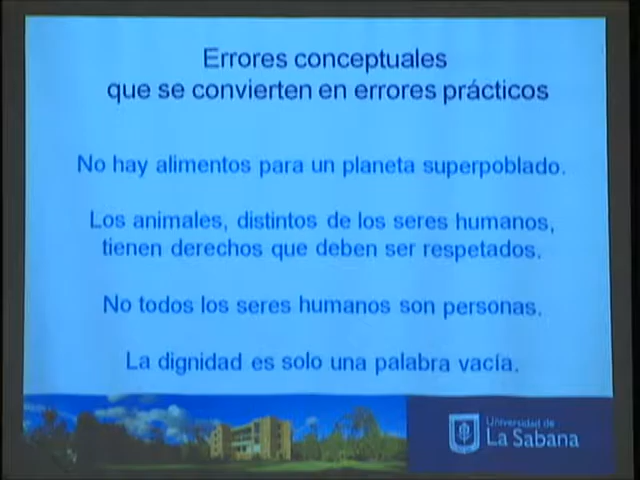 Errores conceptuales
que se convierten en errores prácticos
No hay alimentos para un planeta superpoblado.
Los animales, distintos de los seres humanos,
tienen derechos que deben ser respetados.
No todos los seres humanos son personas.
La dignidad es solo una palabra vacía.
Universidad de
La Sabana